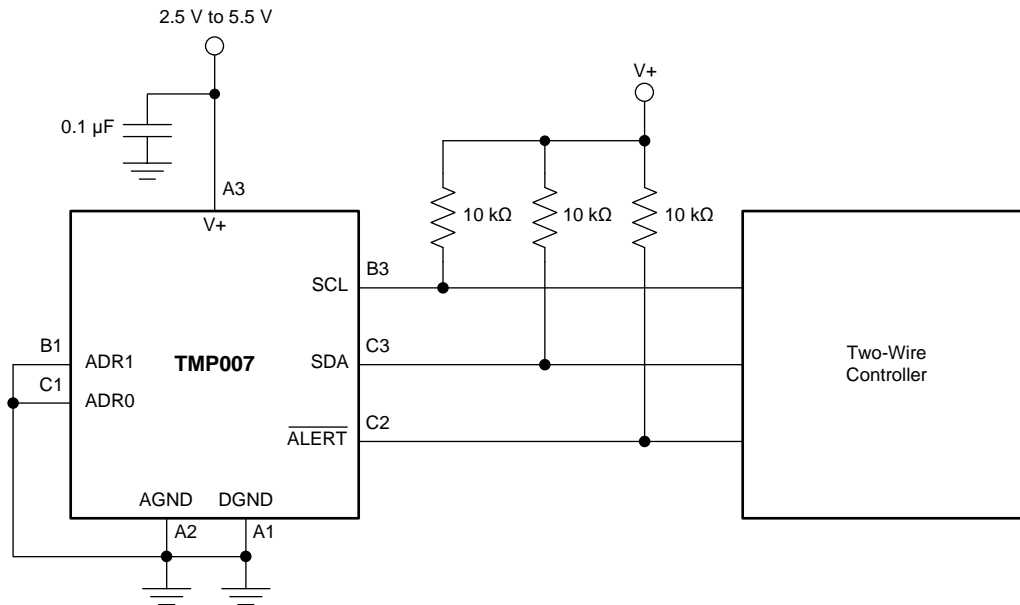 2.5 V to 5.5 V
V+
0.1 µF
A3
V+
10 kΩ
10 kΩ
10 kΩ
SCL
B3
B1
ADR1
TMP007
SDA
C3
Two-Wire
Controller
C1
ADR0
ALERT
C2
AGND
DGND
A2
A1